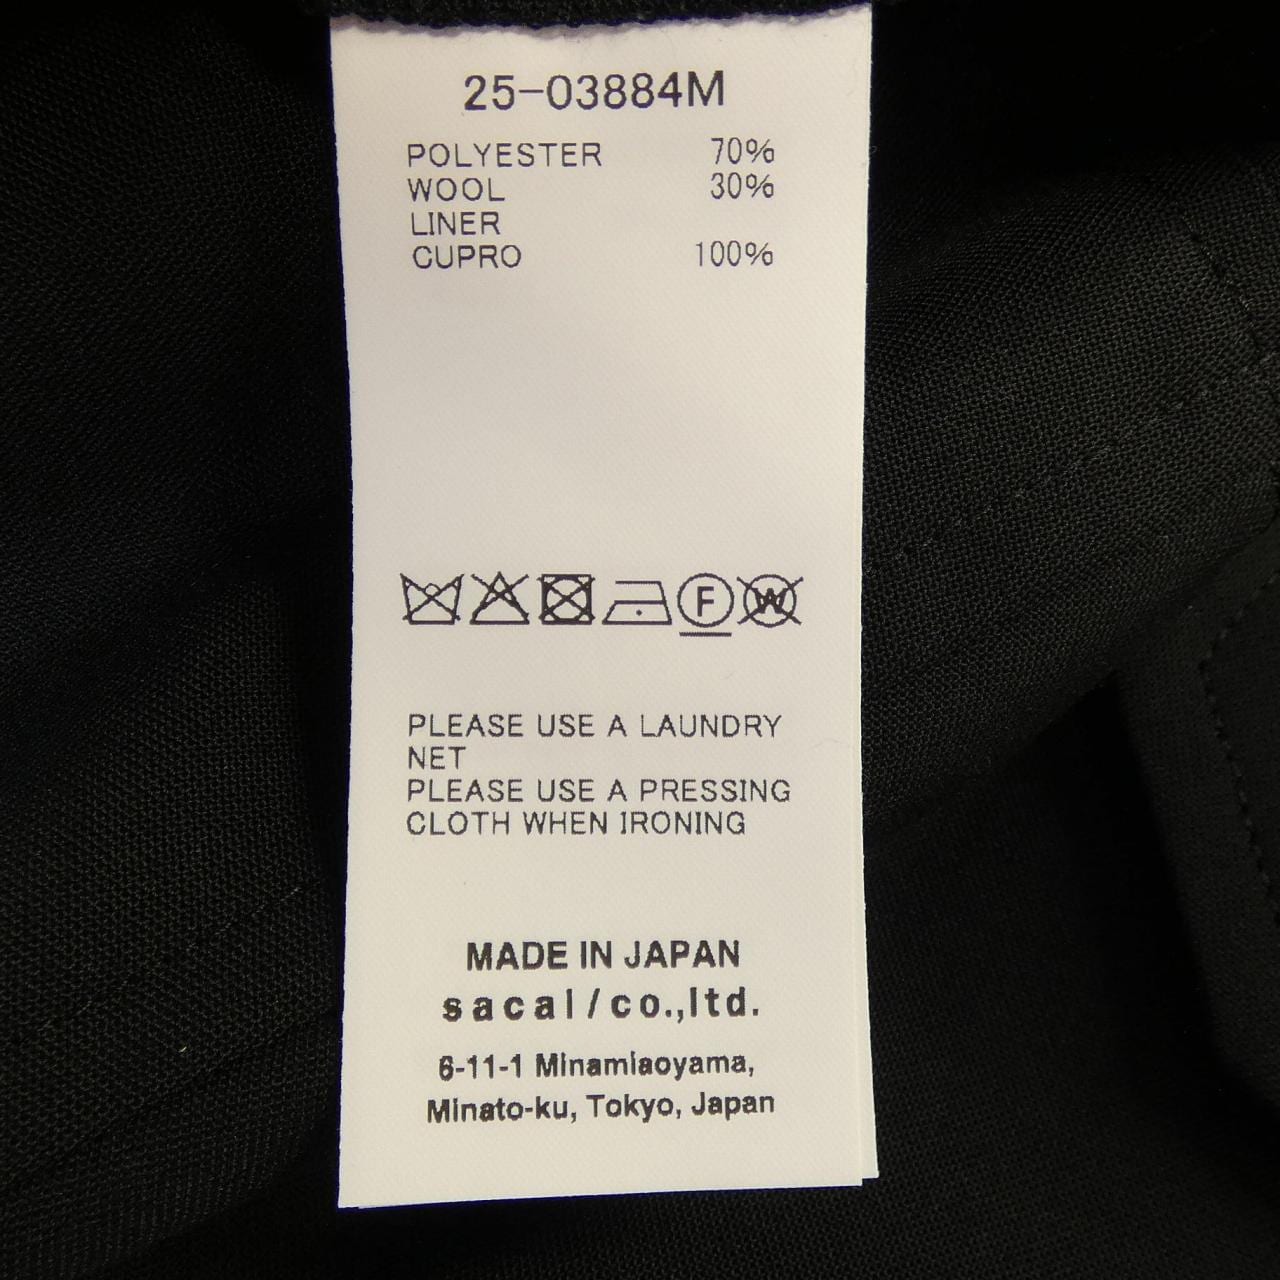 25-03884M
POLYESTER 70%
WOOL 30%
LINER
CUPRO 100%
F W
PLEASE USE A LAUNDRY
NET
PLEASE USE A PRESSING
CLOTH WHEN IRONING
MADE IN JAPAN
sacai/co.,ltd.
6-11-1 Minamiaoyama,
Minato-ku, Tokyo, Japan